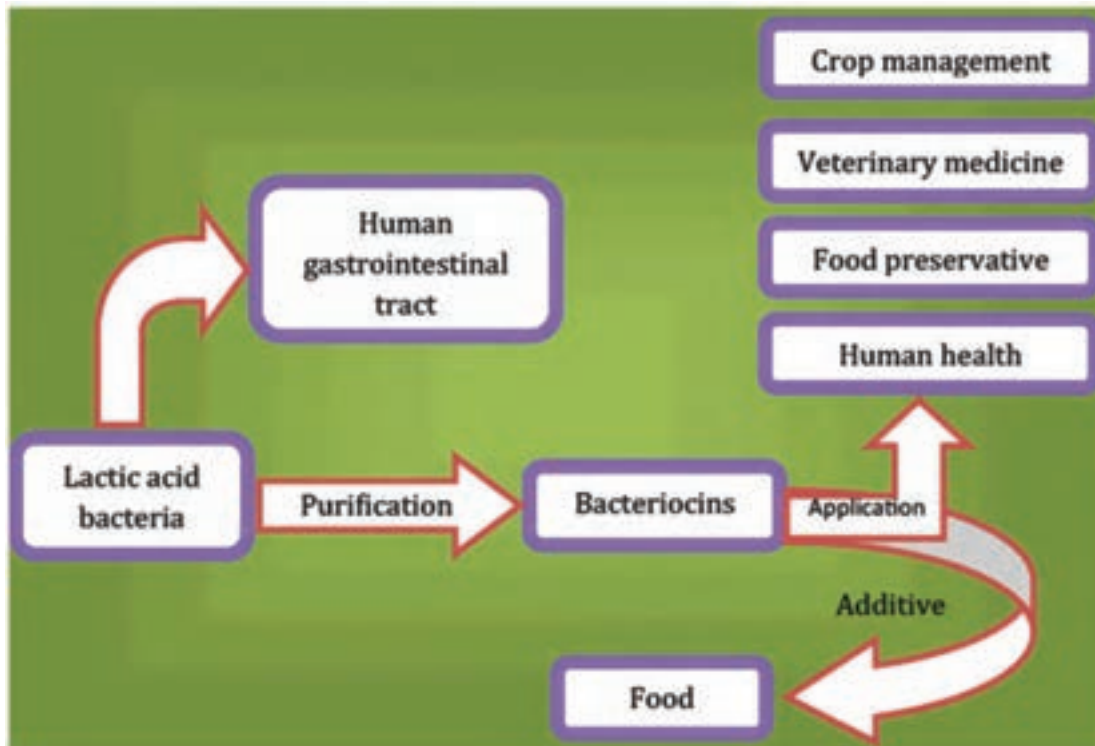 Crop management
Veterinary medicine
Food preservative
Human health
Human
gastrointestinal
tract
Lactic acid
bacteria
Purification
Bacteriocins
Application
Additive
Food